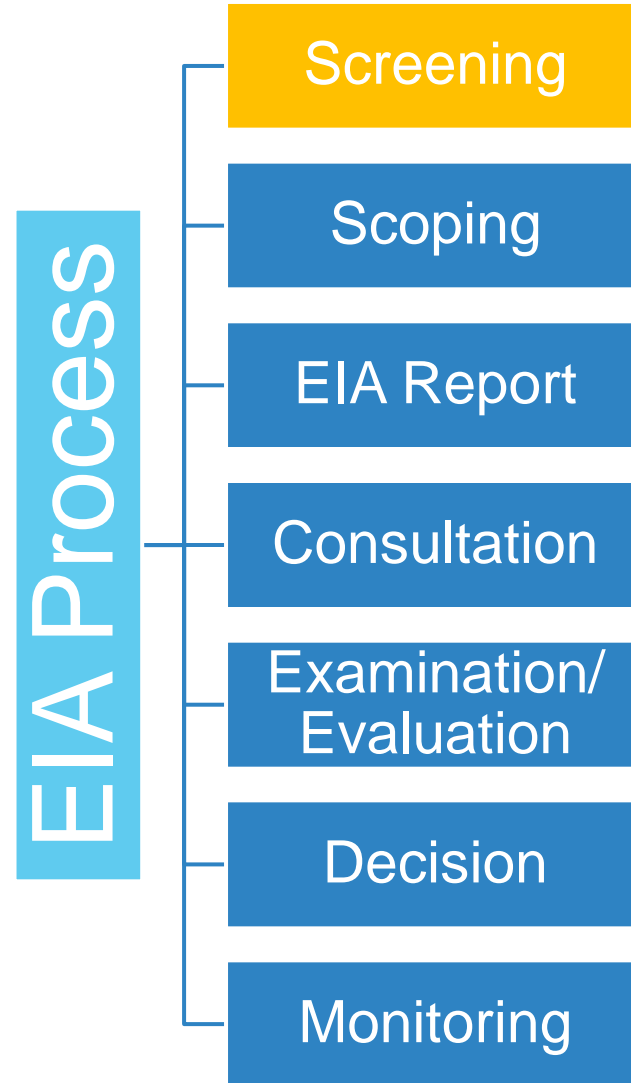 EIA Process
Screening
Scoping
EIA Report
Consultation
Examination/
Evaluation
Decision
Monitoring